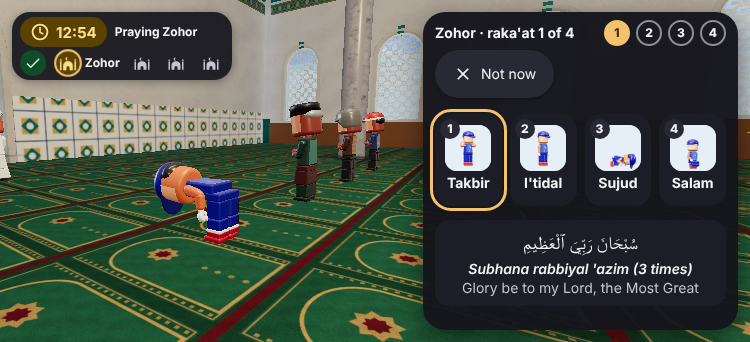 12:54
Praying Zohor
Zohor
Zohor · raka'at 1 of 4
1 2 3 4
Not now
1 2 3 4
Takbir I'tidal Sujud Salam
سُبْحَانَ رَبِّيَ ٱلْعَظِيمِ
Subhana rabbiyal 'azim (3 times)
Glory be to my Lord, the Most Great